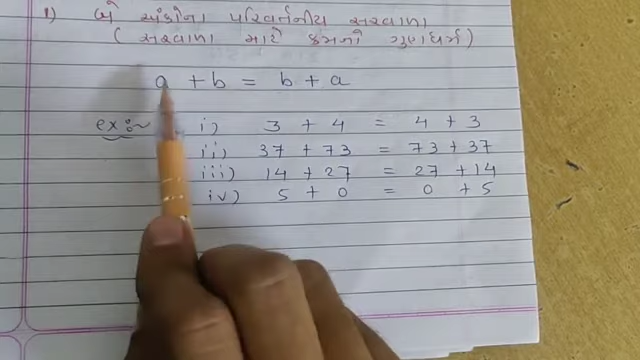 1) બે અંકોના પરિવર્તનીય સરવાળા
( સરવાળા માટે ક્રમનો ગુણધર્મ )
a + b = b + a
ex:~ i) 3 + 4 = 4 + 3
ii) 37 + 73 = 73 + 37
iii) 14 + 27 = 27 + 14
iv) 5 + 0 = 0 + 5